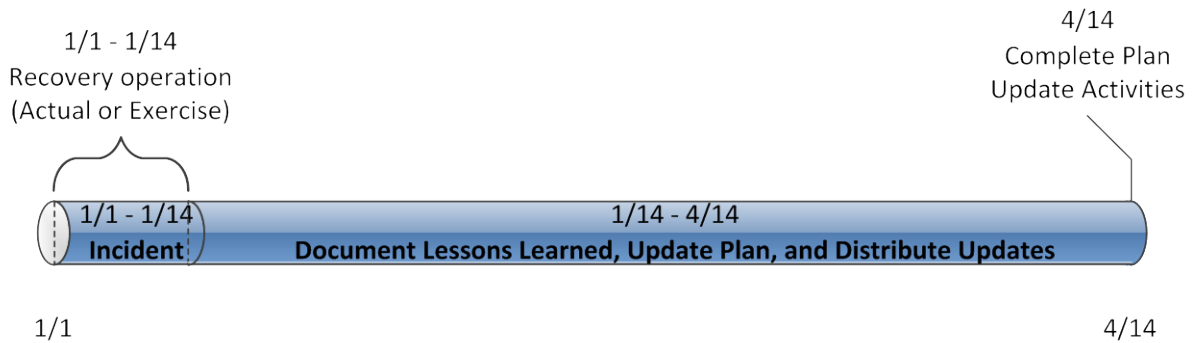 1/1 - 1/14
Recovery operation
(Actual or Exercise)
4/14
Complete Plan
Update Activities
1/1 - 1/14
Incident
1/14 - 4/14
Document Lessons Learned, Update Plan, and Distribute Updates
1/1
4/14